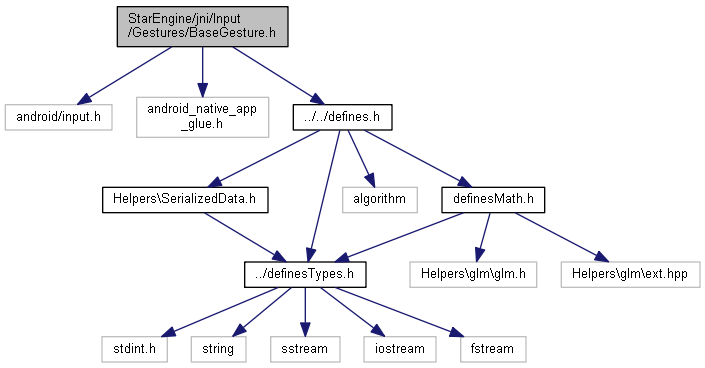 StarEngine/jni/Input
/Gestures/BaseGesture.h
android/input.h
android_native_app
_glue.h
../../defines.h
Helpers\SerializedData.h
algorithm
definesMath.h
../definesTypes.h
Helpers\glm\glm.h
Helpers\glm\ext.hpp
stdint.h
string
sstream
iostream
fstream